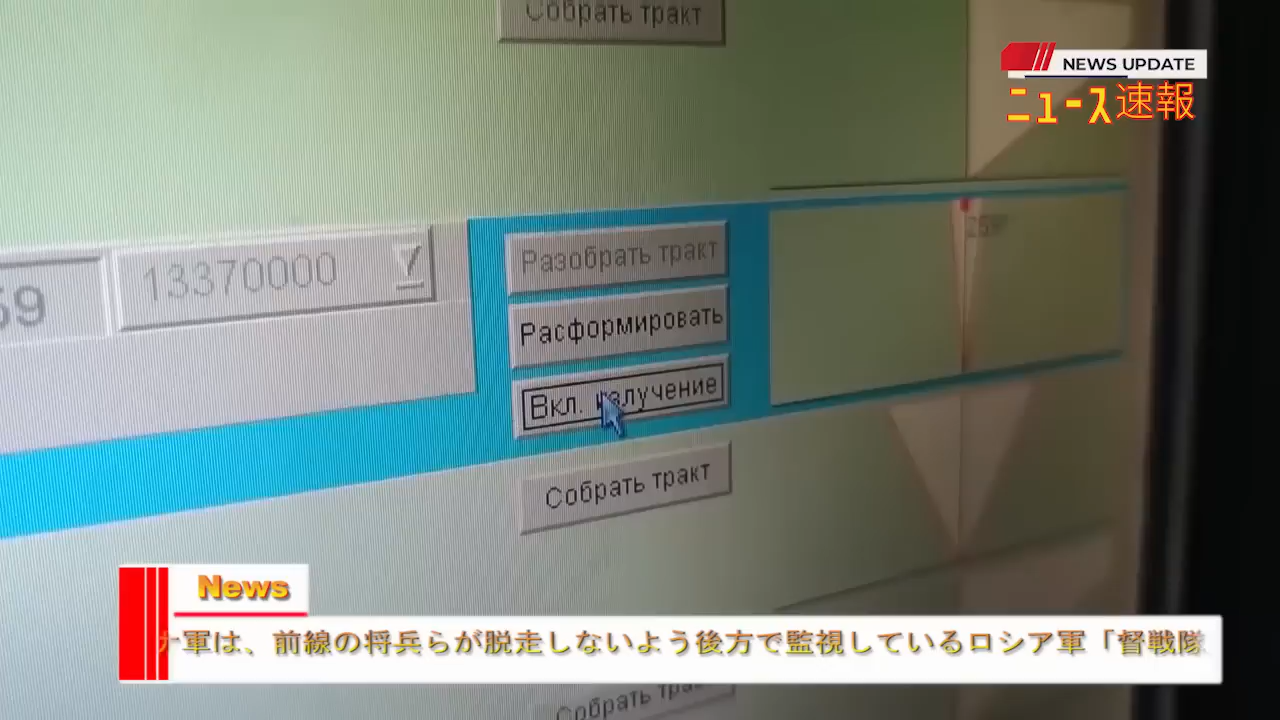 Собрать тракт
NEWS UPDATE
ニュース速報
59
13370000
Разобрать тракт
Расформировать
Вкл. излучение
Собрать тракт
News
ナ軍は、前線の将兵らが脱走しないよう後方で監視しているロシア軍「督戦隊
Собрать